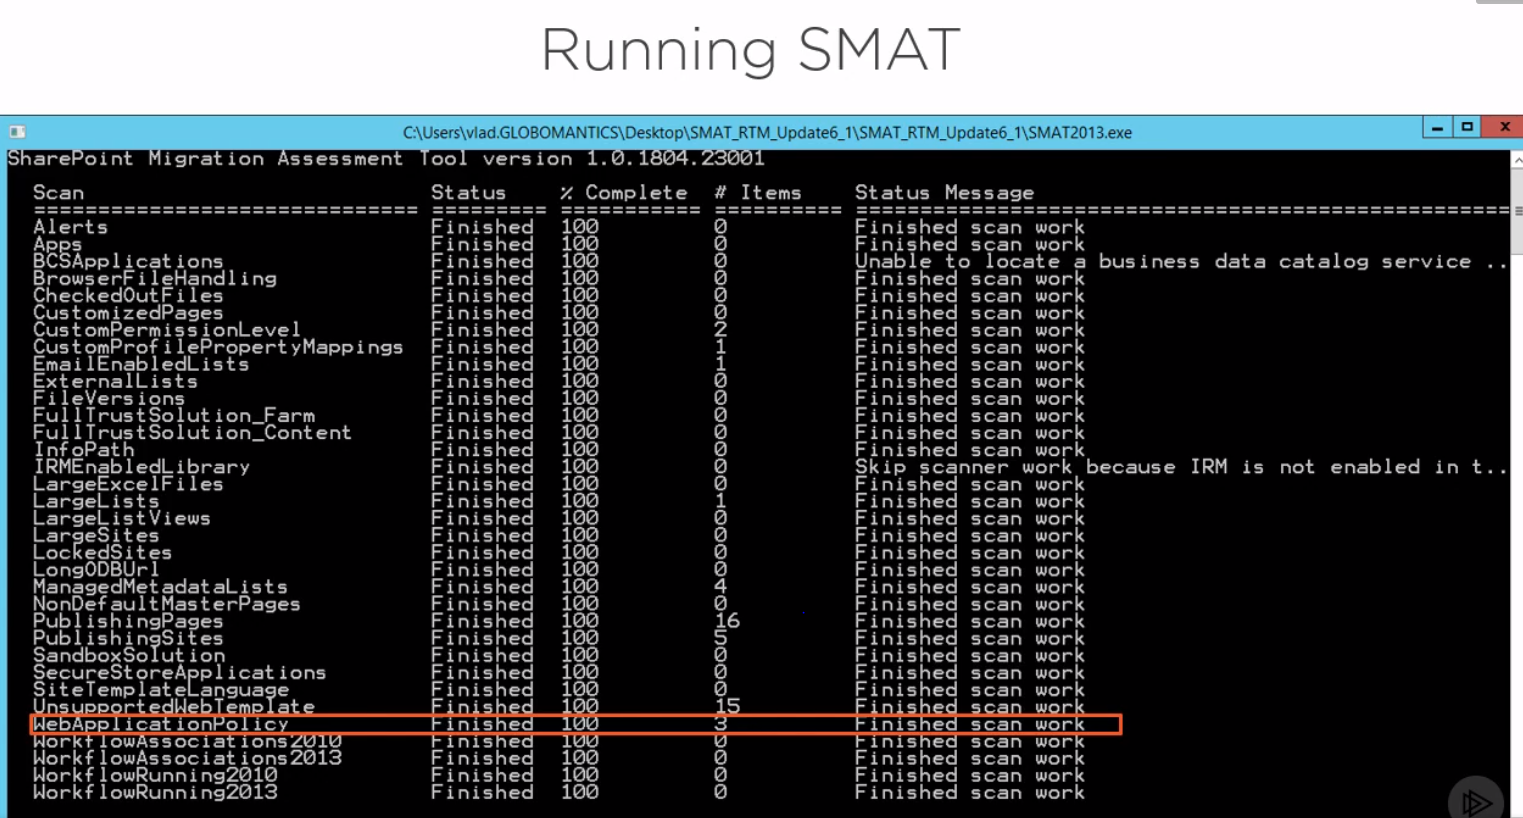 Running SMAT
C:\Users\vlad.GLOBOMANTICS\Desktop\SMAT_RTM_Update6_1\SMAT_RTM_Update6_1\SMAT2013.exe
SharePoint Migration Assessment Tool version 1.0.1804.23001
Scan Status % Complete # Items Status Message
============================== ========= =========== ========== ===================================================
Alerts Finished 100 0 Finished scan work
Apps Finished 100 0 Finished scan work
BCSApplications Finished 100 0 Unable to locate a business data catalog service ..
BrowserFileHandling Finished 100 0 Finished scan work
CheckedOutFiles Finished 100 0 Finished scan work
CustomizedPages Finished 100 0 Finished scan work
CustomPermissionLevel Finished 100 2 Finished scan work
CustomProfilePropertyMappings Finished 100 1 Finished scan work
EmailEnabledLists Finished 100 1 Finished scan work
ExternalLists Finished 100 0 Finished scan work
FileVersions Finished 100 0 Finished scan work
FullTrustSolution_Farm Finished 100 0 Finished scan work
FullTrustSolution_Content Finished 100 0 Finished scan work
InfoPath Finished 100 0 Finished scan work
IRMEnabledLibrary Finished 100 0 Skip scanner work because IRM is not enabled in t..
LargeExcelFiles Finished 100 0 Finished scan work
LargeLists Finished 100 1 Finished scan work
LargeListViews Finished 100 0 Finished scan work
LargeSites Finished 100 0 Finished scan work
LockedSites Finished 100 0 Finished scan work
LongODBUrl Finished 100 0 Finished scan work
ManagedMetadataLists Finished 100 4 Finished scan work
NonDefaultMasterPages Finished 100 0 Finished scan work
PublishingPages Finished 100 16 Finished scan work
PublishingSites Finished 100 5 Finished scan work
SandboxSolution Finished 100 0 Finished scan work
SecureStoreApplications Finished 100 0 Finished scan work
SiteTemplateLanguage Finished 100 0 Finished scan work
UnsupportedWebTemplate Finished 100 15 Finished scan work
WebApplicationPolicy Finished 100 3 Finished scan work
WorkflowAssociations2010 Finished 100 0 Finished scan work
WorkflowAssociations2013 Finished 100 0 Finished scan work
WorkflowRunning2010 Finished 100 0 Finished scan work
WorkflowRunning2013 Finished 100 0 Finished scan work